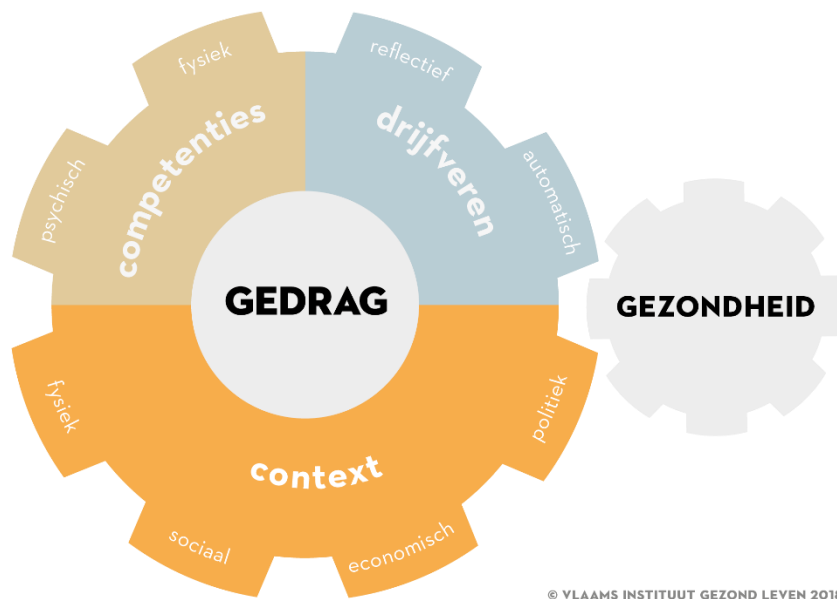 fysiek
psychisch
competenties
reflectief
automatisch
drijfveren
GEDRAG
GEZONDHEID
fysiek
sociaal
economisch
politiek
context
© VLAAMS INSTITUUT GEZOND LEVEN 2018